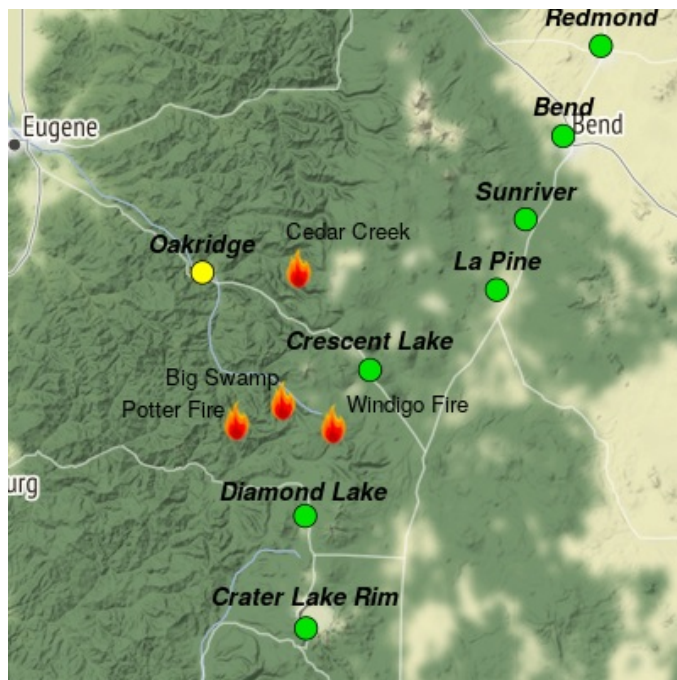 Redmond
Bend
Bend
Eugene
Sunriver
Cedar Creek
Oakridge
La Pine
Crescent Lake
Big Swamp
Potter Fire
Windigo Fire
urg
Diamond Lake
Crater Lake Rim